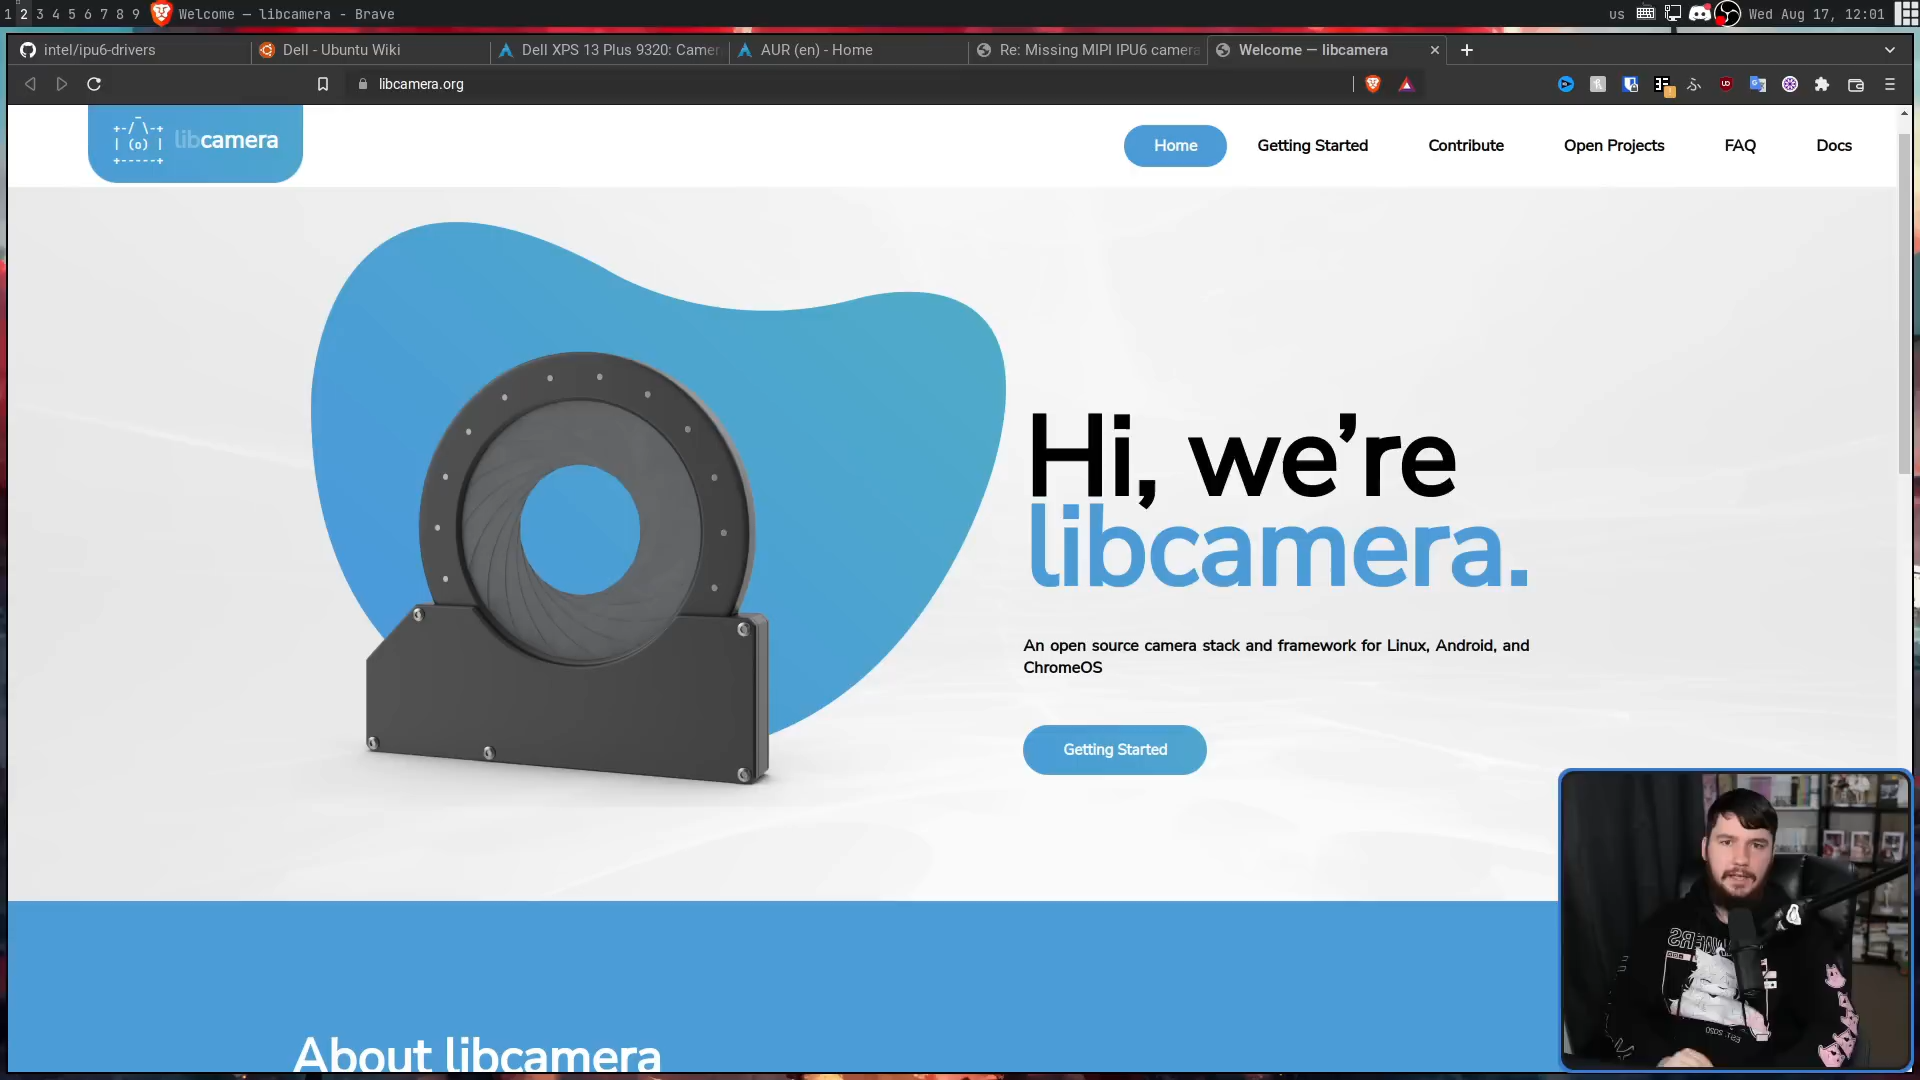 1 2 3 4 5 6 7 8 9 Welcome — libcamera - Brave
us Wed Aug 17, 12:01
intel/ipu6-drivers
Dell - Ubuntu Wiki
Dell XPS 13 Plus 9320: Camer
AUR (en) - Home
Re: Missing MIPI IPU6 camera
Welcome — libcamera
libcamera.org
libcamera
Home
Getting Started
Contribute
Open Projects
FAQ
Docs
Hi, we’re
libcamera.
An open source camera stack and framework for Linux, Android, and
ChromeOS
Getting Started
About libcamera